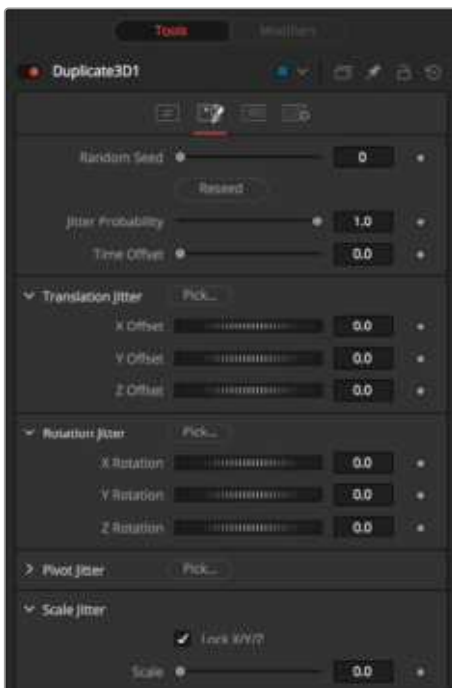 Tools Modifiers
Duplicate3D1
Random Seed 0
Reseed
Jitter Probability 1.0
Time Offset 0.0
Translation Jitter Pick...
X Offset 0.0
Y Offset 0.0
Z Offset 0.0
Rotation Jitter Pick...
X Rotation 0.0
Y Rotation 0.0
Z Rotation 0.0
Pivot Jitter Pick...
Scale Jitter
Lock X/Y/Z
Scale 0.0